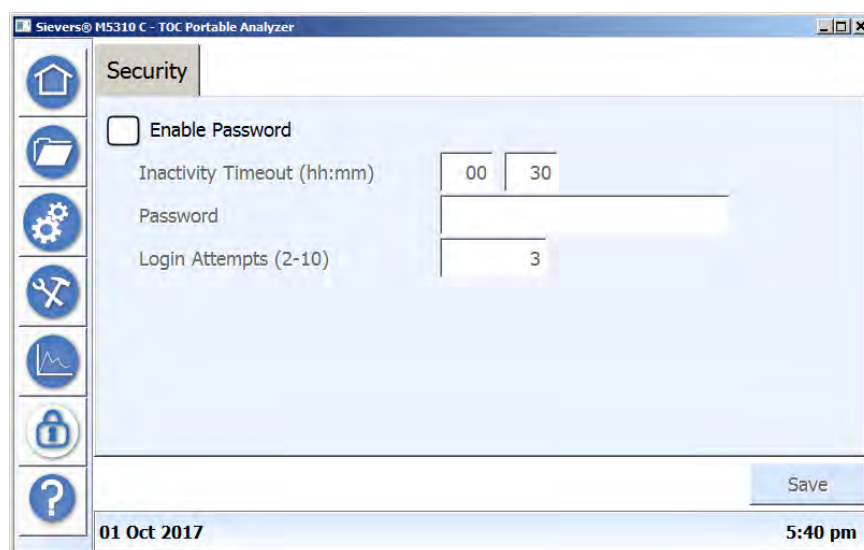 Sievers® M5310 C - TOC Portable Analyzer
Security
Enable Password
Inactivity Timeout (hh:mm) 00 30
Password
Login Attempts (2-10) 3
?
Save
01 Oct 2017 5:40 pm